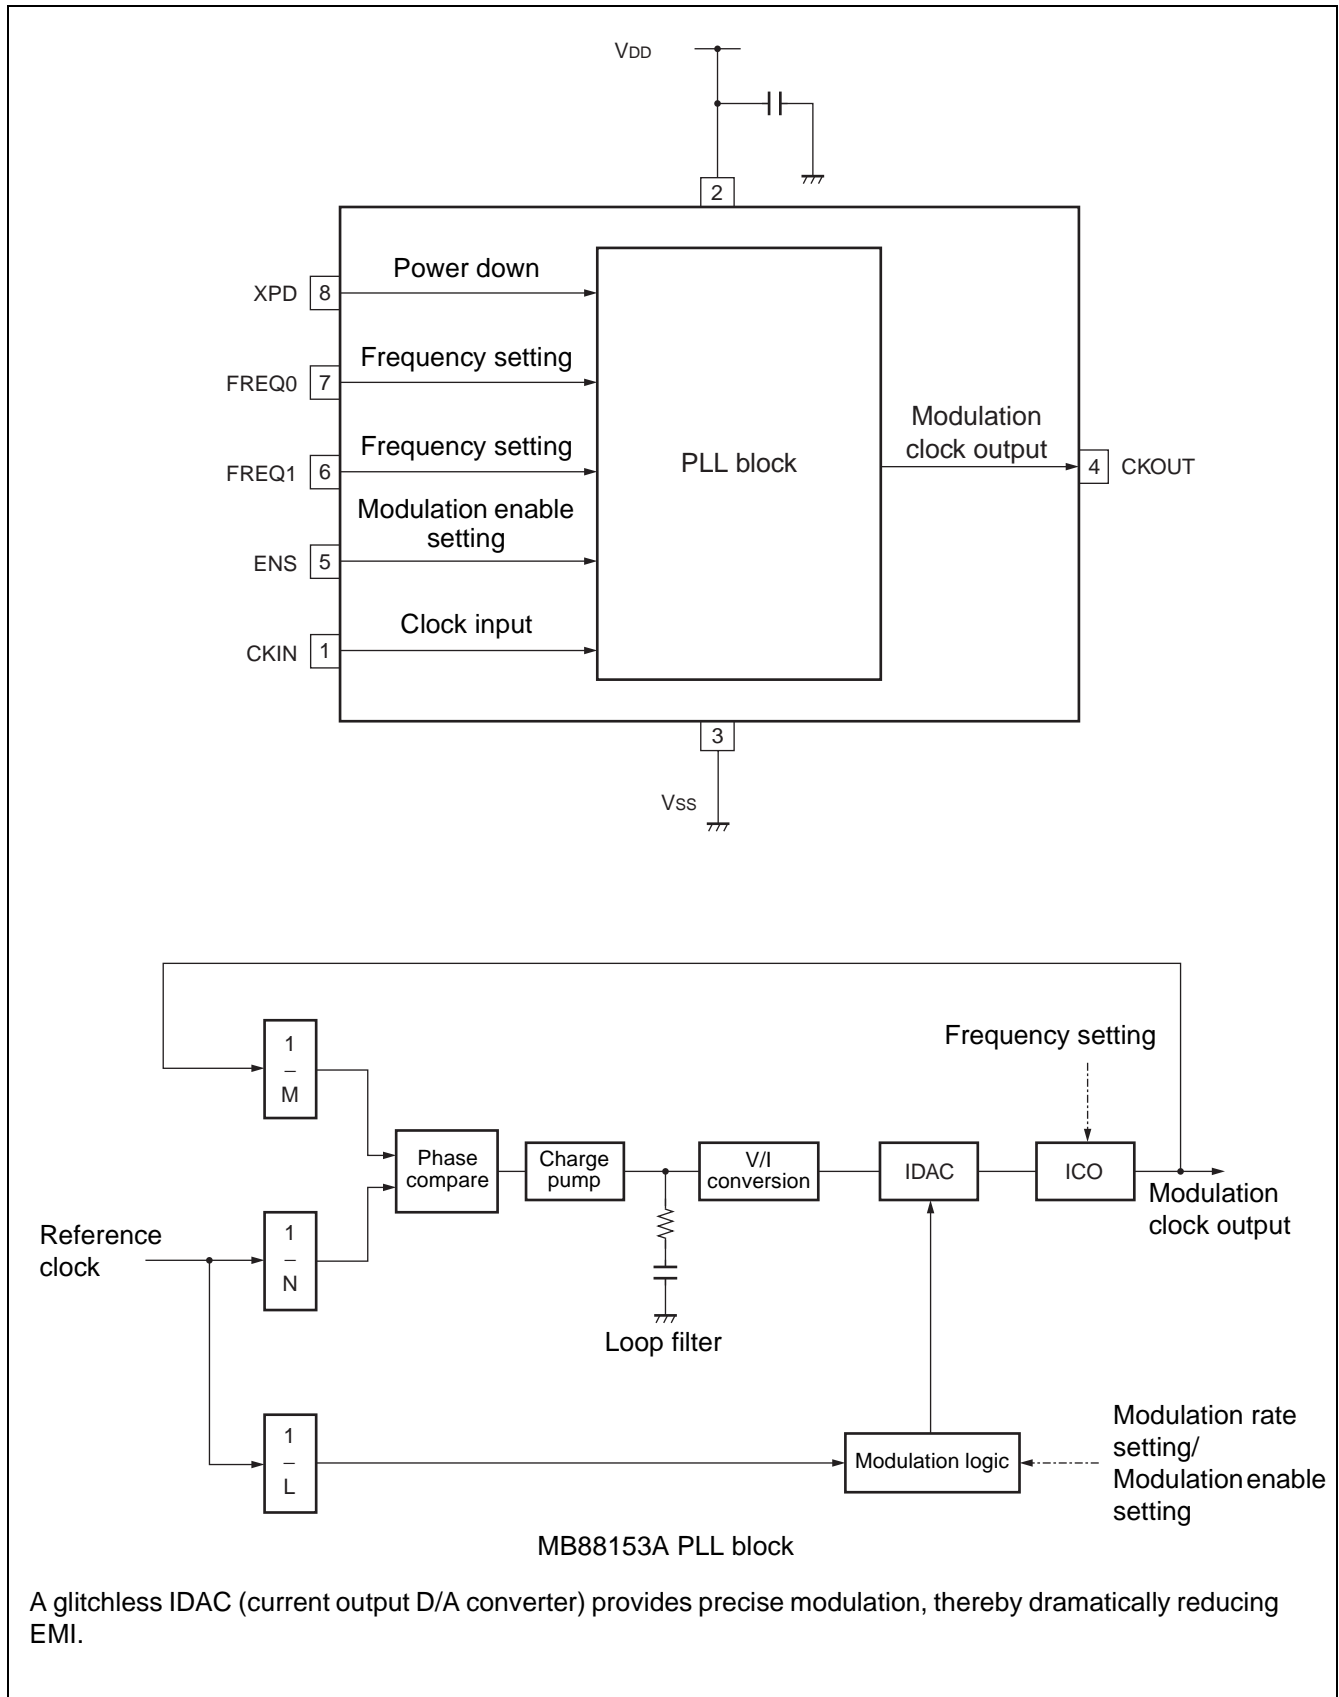 VDD
2
Power down
XPD 8
Frequency setting
FREQ0 7
Frequency setting
FREQ1 6
Modulation enable
setting
ENS 5
Clock input
CKIN 1
PLL block
Modulation
clock output
4 CKOUT
3
VSS
Frequency setting
1
–
M
Phase
compare
Charge
pump
V/I
conversion
IDAC
ICO
Modulation
clock output
Reference
clock
1
–
N
Loop filter
1
–
L
Modulation logic
Modulation rate
setting/
Modulation enable
setting
MB88153A PLL block
A glitchless IDAC (current output D/A converter) provides precise modulation, thereby dramatically reducing
EMI.